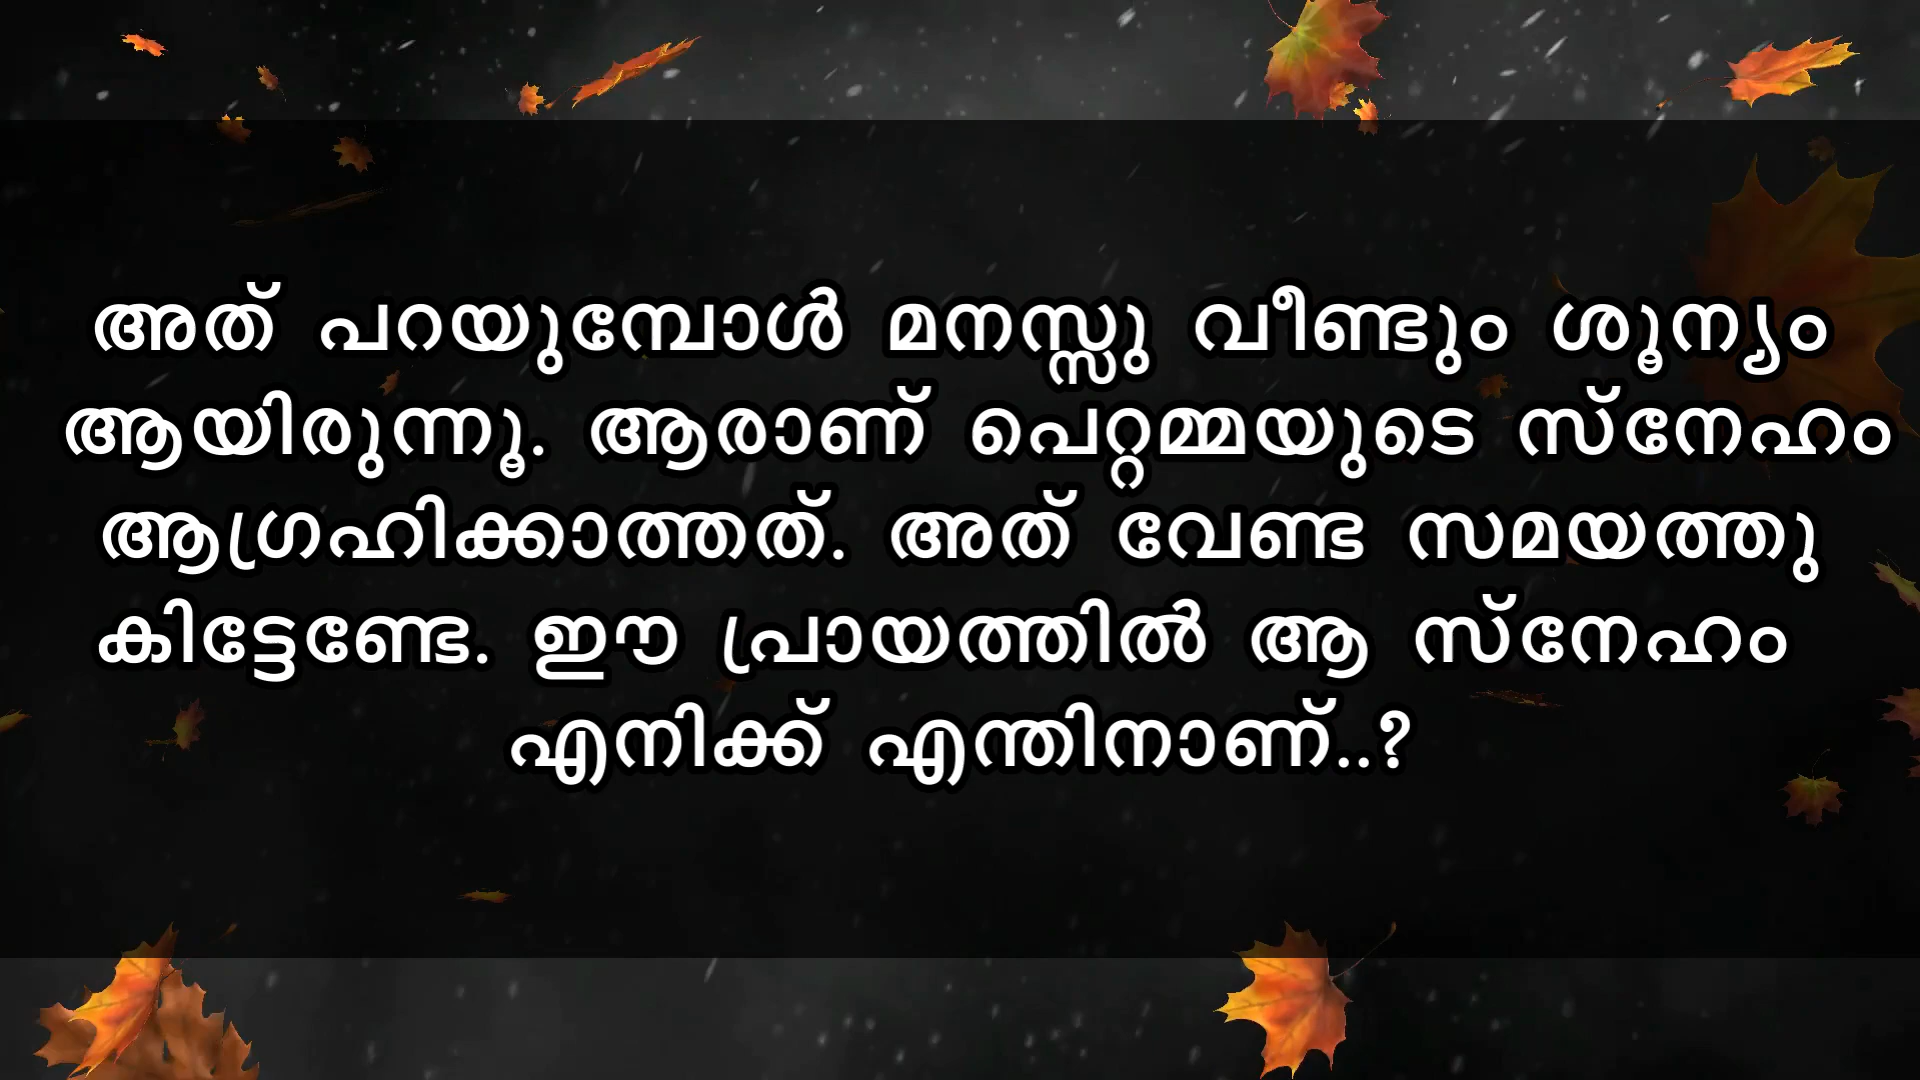 അത് പറയുമ്പോൾ മനസ്സു വീണ്ടും ശൂന്യം
ആയിരുന്നൂ. ആരാണ് പെറ്റമ്മയുടെ സ്നേഹം
ആഗ്രഹിക്കാത്തത്. അത് വേണ്ട സമയത്തു
കിട്ടേണ്ടേ. ഈ പ്രായത്തിൽ ആ സ്നേഹം
എനിക്ക് എന്തിനാണ്..?